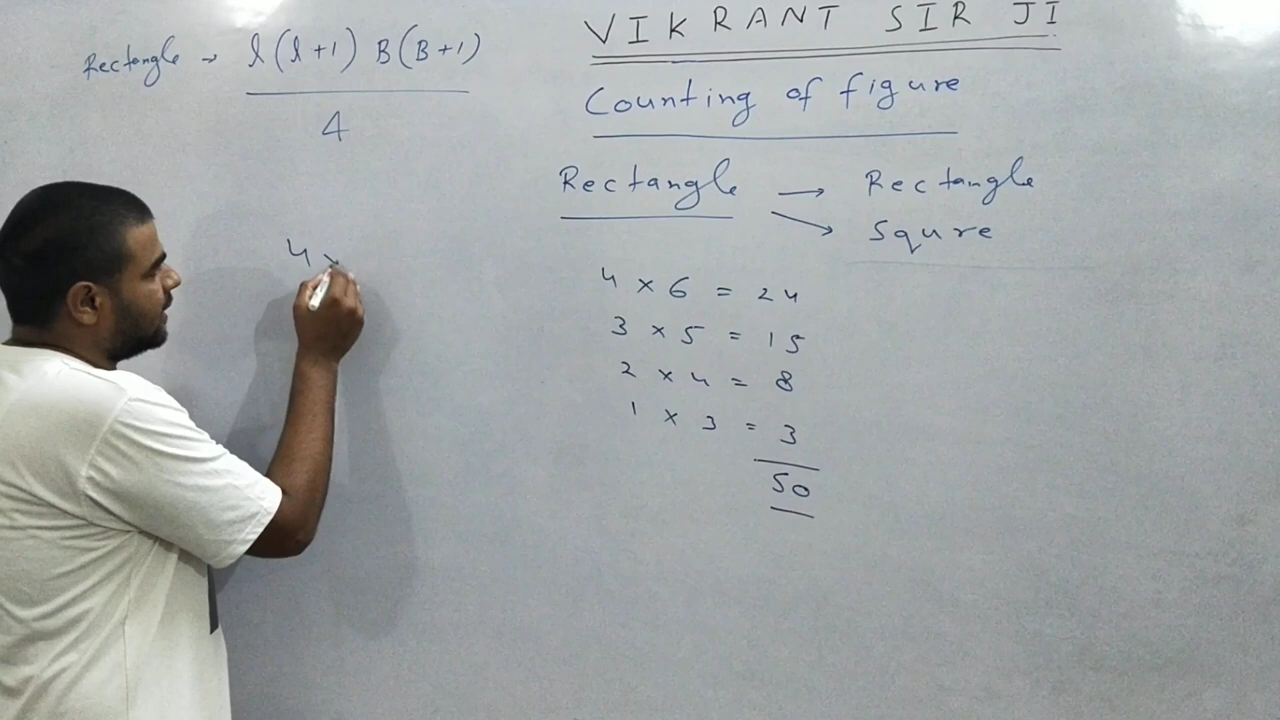 VIKRANT SIR JI
Rectangle → l(l+1) B(B+1)
4
Counting of figure
Rectangle → Rectangle
→ Squre
4 ×
4 × 6 = 24
3 × 5 = 15
2 × 4 = 8
1 × 3 = 3
50